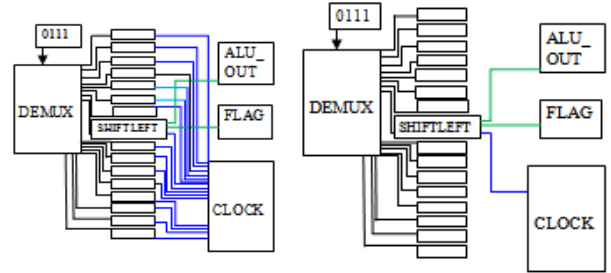 0111
ALU_
OUT
DEMUX
SHIFTLEFT
FLAG
CLOCK
0111
ALU_
OUT
DEMUX
SHIFTLEFT
FLAG
CLOCK